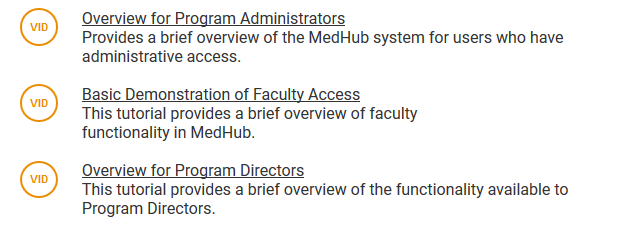 VID
Overview for Program Administrators
Provides a brief overview of the MedHub system for users who have
administrative access.
VID
Basic Demonstration of Faculty Access
This tutorial provides a brief overview of faculty
functionality in MedHub.
VID
Overview for Program Directors
This tutorial provides a brief overview of the functionality available to
Program Directors.